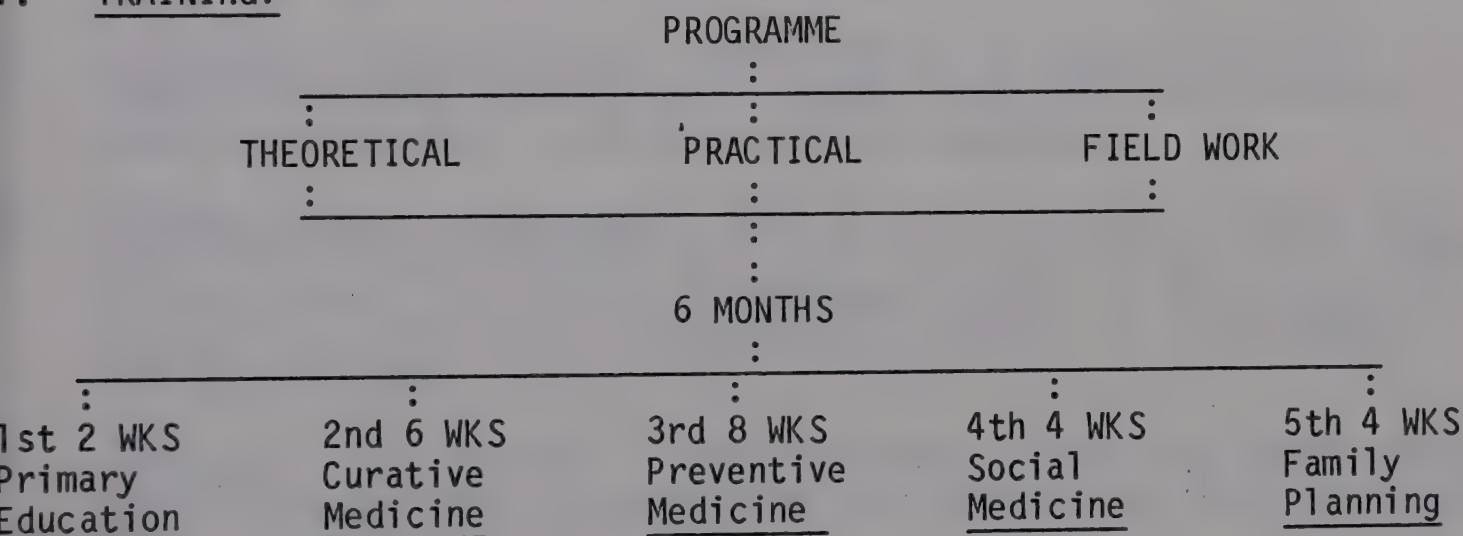 TRAINING.
PROGRAMME
THEORETICAL PRACTICAL FIELD WORK
6 MONTHS
1st 2 WKS 2nd 6 WKS 3rd 8 WKS 4th 4 WKS 5th 4 WKS
Primary Curative Preventive Social Family
Education Medicine Medicine Medicine Planning